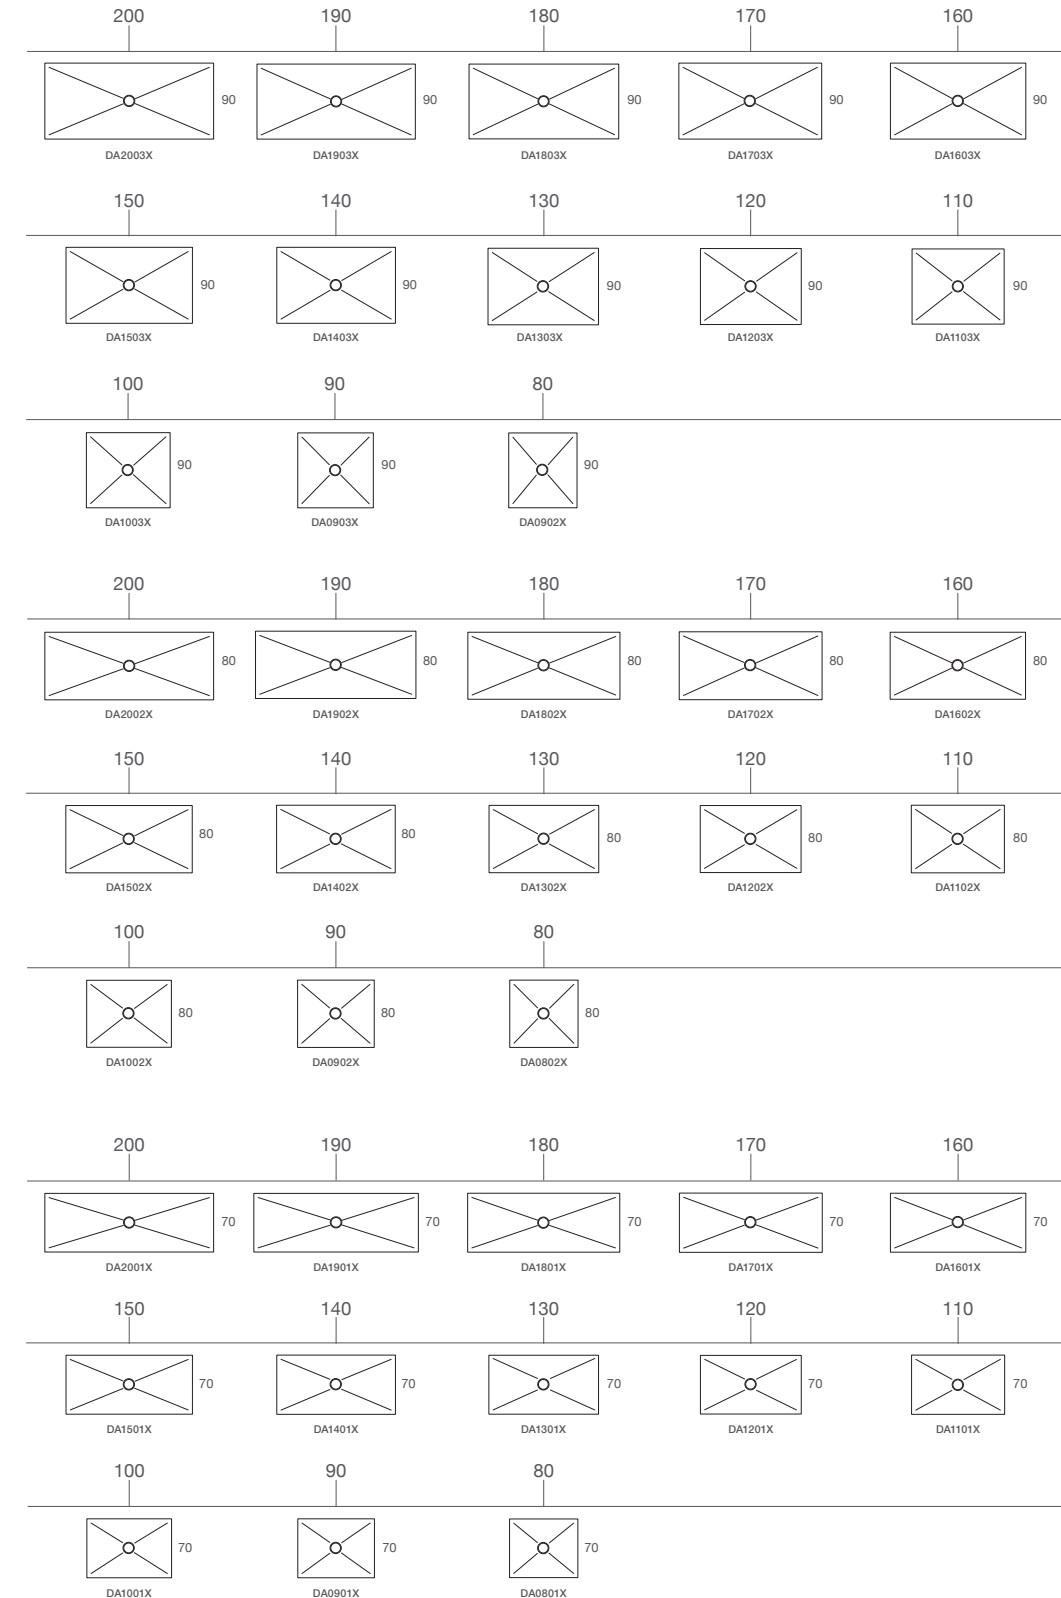 200 190 180 170 160
90 90 90 90 90
DA2003X DA1903X DA1803X DA1703X DA1603X
150 140 130 120 110
90 90 90 90 90
DA1503X DA1403X DA1303X DA1203X DA1103X
100 90 80
90 90 90
DA1003X DA0903X DA0902X
200 190 180 170 160
80 80 80 80 80
DA2002X DA1902X DA1802X DA1702X DA1602X
150 140 130 120 110
80 80 80 80 80
DA1502X DA1402X DA1302X DA1202X DA1102X
100 90 80
80 80 80
DA1002X DA0902X DA0802X
200 190 180 170 160
70 70 70 70 70
DA2001X DA1901X DA1801X DA1701X DA1601X
150 140 130 120 110
70 70 70 70 70
DA1501X DA1401X DA1301X DA1201X DA1101X
100 90 80
70 70 70
DA1001X DA0901X DA0801X